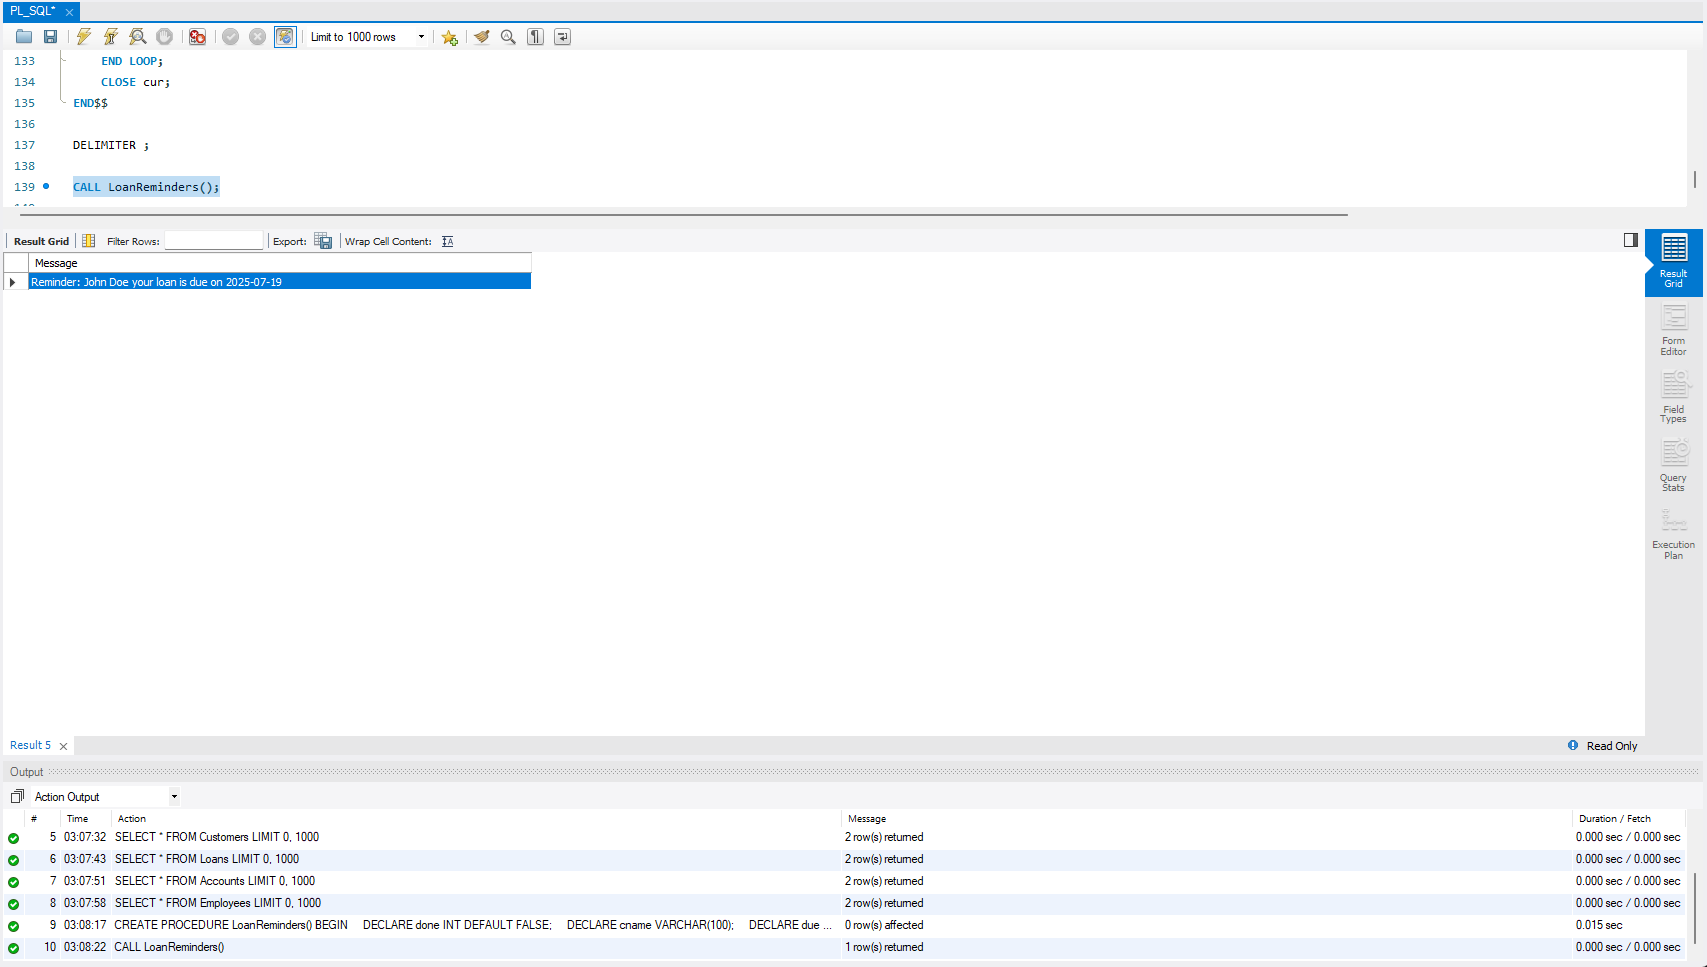 PL_SQL*
Limit to 1000 rows
133 END LOOP;
134 CLOSE cur;
135 END$$
136
137 DELIMITER ;
138
139 CALL LoanReminders();
Result Grid Filter Rows: Export: Wrap Cell Content:
Message
Reminder: John Doe your loan is due on 2025-07-19
Result
Grid
Form
Editor
Field
Types
Query
Stats
Execution
Plan
Result 5
Read Only
Output
Action Output
# Time Action Message Duration / Fetch
5 03:07:32 SELECT * FROM Customers LIMIT 0, 1000 2 row(s) returned 0.000 sec / 0.000 sec
6 03:07:43 SELECT * FROM Loans LIMIT 0, 1000 2 row(s) returned 0.000 sec / 0.000 sec
7 03:07:51 SELECT * FROM Accounts LIMIT 0, 1000 2 row(s) returned 0.000 sec / 0.000 sec
8 03:07:58 SELECT * FROM Employees LIMIT 0, 1000 2 row(s) returned 0.000 sec / 0.000 sec
9 03:08:17 CREATE PROCEDURE LoanReminders() BEGIN DECLARE done INT DEFAULT FALSE; DECLARE cname VARCHAR(100); DECLARE due ... 0 row(s) affected 0.015 sec
10 03:08:22 CALL LoanReminders() 1 row(s) returned 0.000 sec / 0.000 sec